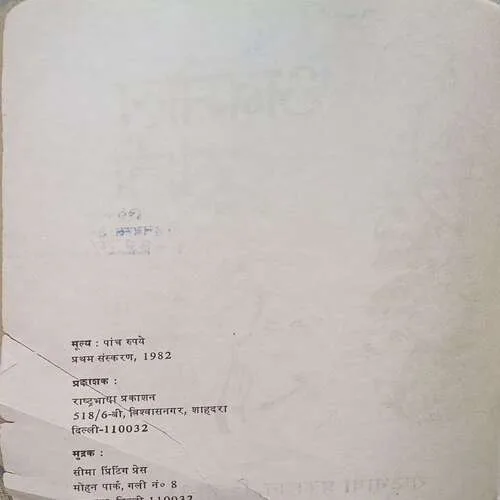 मूल्य : पांच रुपये
प्रथम संस्करण, 1982
प्रकाशक :
राष्ट्रभाषा प्रकाशन
518/6-बी, विश्वासनगर, शाहदरा
दिल्ली-110032
मुद्रक :
सीमा प्रिंटिंग प्रेस
मोहन पार्क, गली नं० 8
दिल्ली-110032